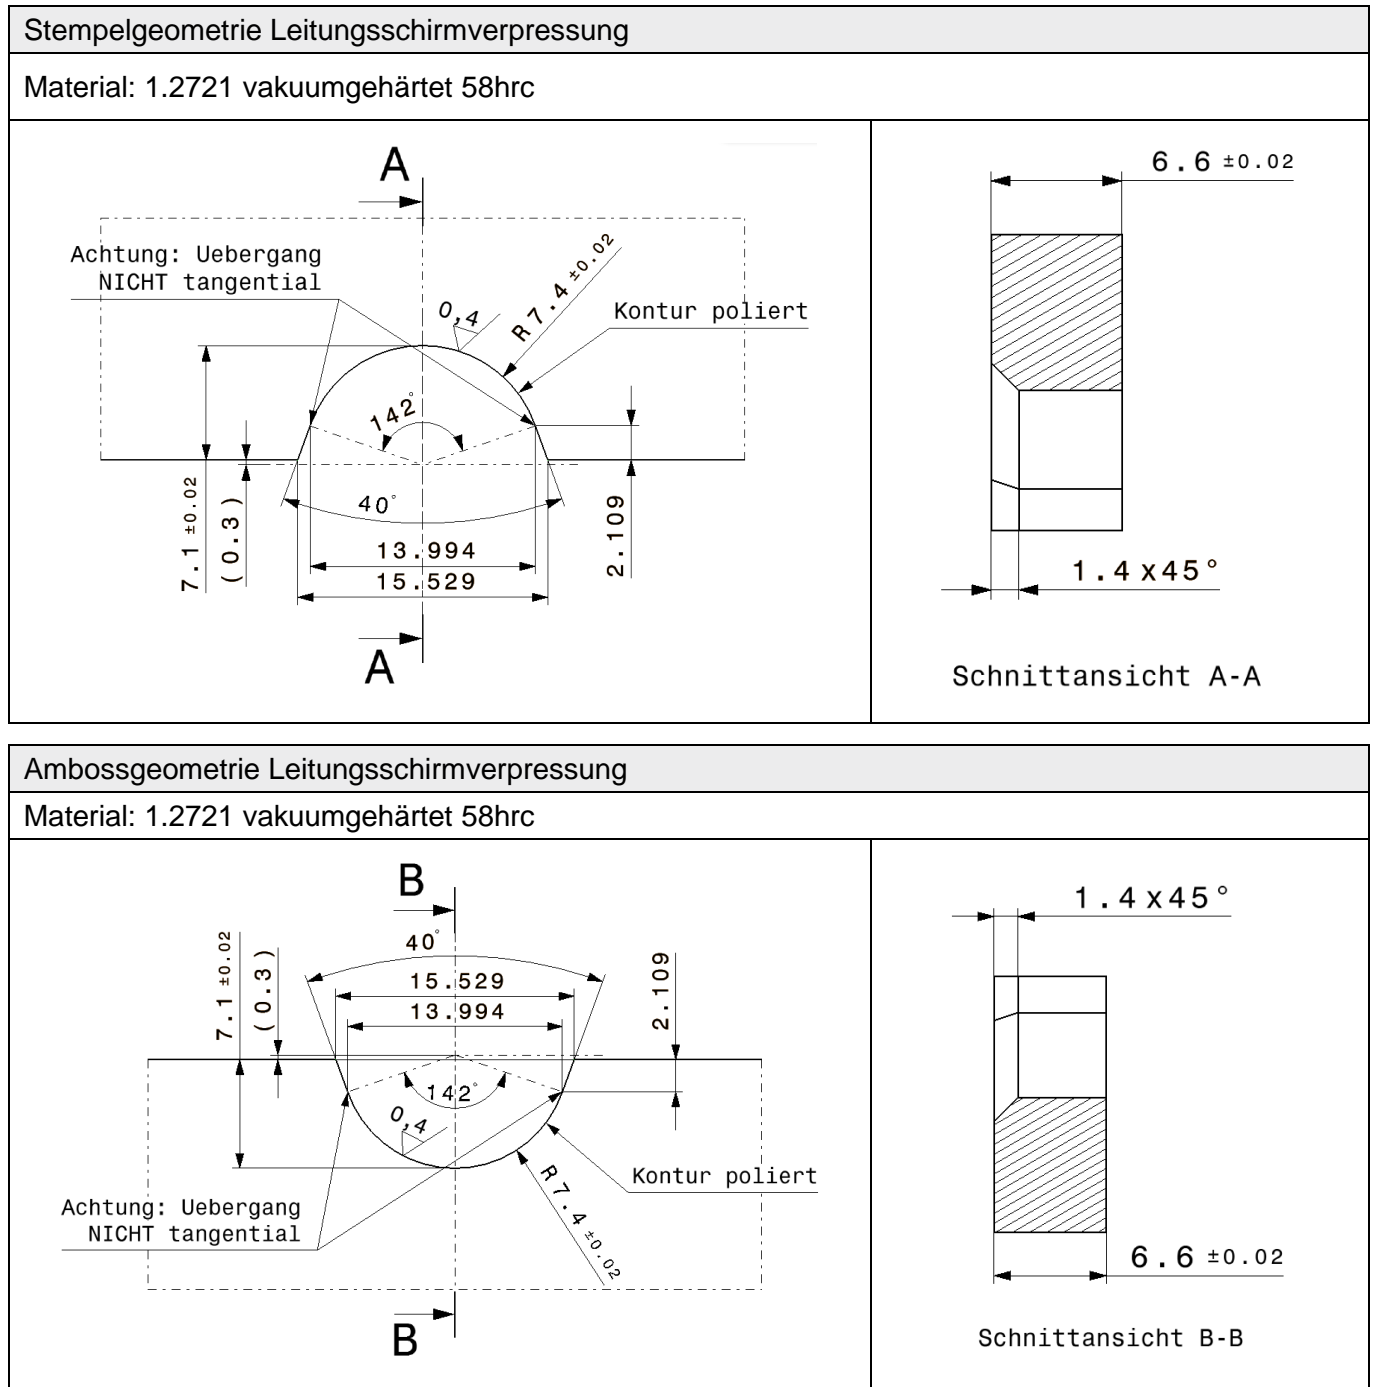 Stempelgeometrie Leitungsschirmverpressung
Material: 1.2721 vakuumgehärtet 58hrc
A
6.6 ±0.02
Achtung: Uebergang
NICHT tangential
0,4
R7.4 ±0.02
Kontur poliert
142°
7.1 ±0.02
(0.3)
40°
2.109
13.994
15.529
1.4x45°
A
Schnittansicht A-A
Ambossgeometrie Leitungsschirmverpressung
Material: 1.2721 vakuumgehärtet 58hrc
B
1.4x45°
40°
7.1 ±0.02
(0.3)
15.529
13.994
2.109
142°
0,4
Kontur poliert
R7.4 ±0.02
Achtung: Uebergang
NICHT tangential
6.6 ±0.02
B
Schnittansicht B-B